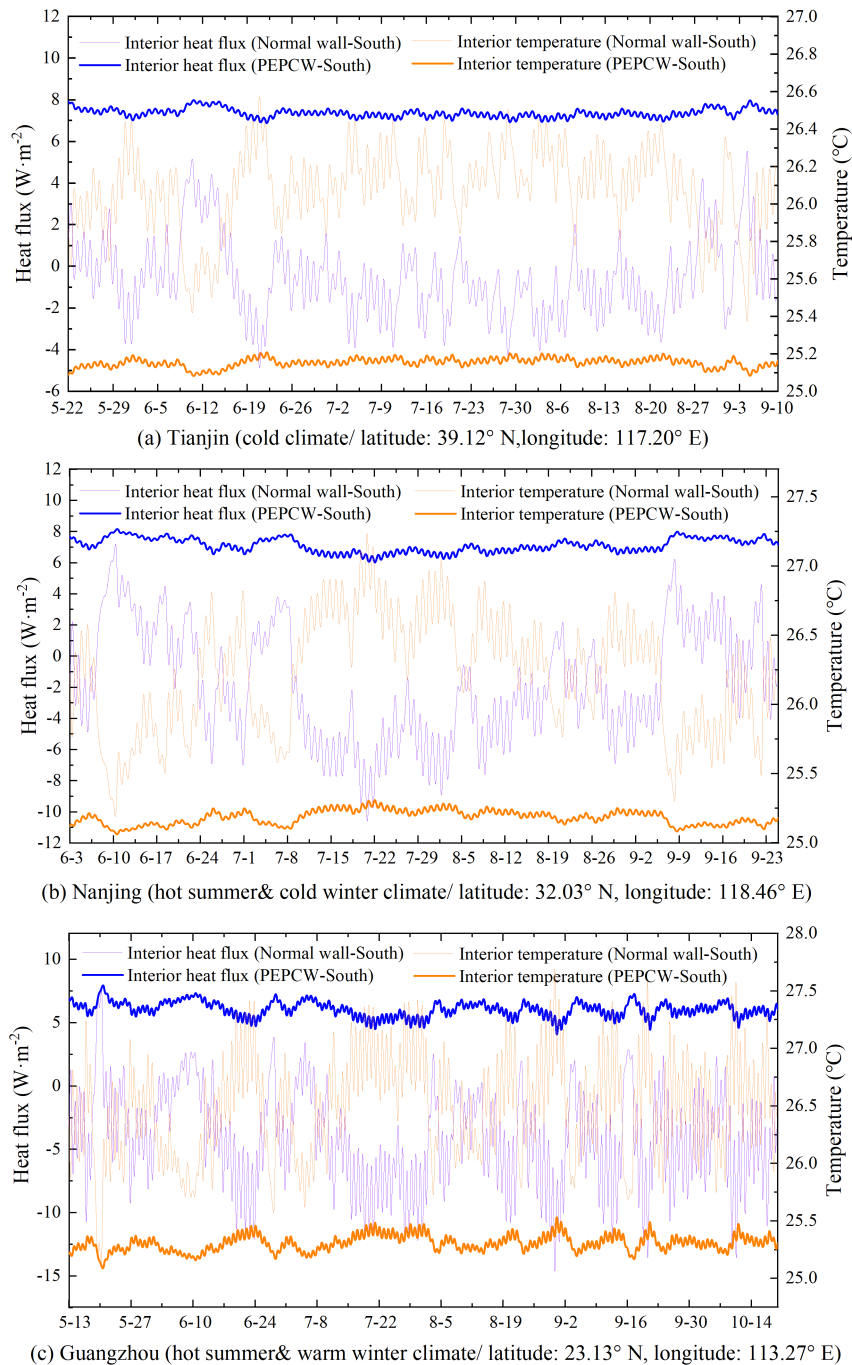 Interior heat flux (Normal wall-South)
Interior temperature (Normal wall-South)
Interior heat flux (PEPCW-South)
Interior temperature (PEPCW-South)
Heat flux (W·m-2)
12
10
8
6
4
2
0
-2
-4
-6
Temperature (°C)
27.0
26.8
26.6
26.4
26.2
26.0
25.8
25.6
25.4
25.2
25.0
5-22 5-29 6-5 6-12 6-19 6-26 7-2 7-9 7-16 7-23 7-30 8-6 8-13 8-20 8-27 9-3 9-10
(a) Tianjin (cold climate/ latitude: 39.12° N,longitude: 117.20° E)
Interior heat flux (Normal wall-South)
Interior temperature (Normal wall-South)
Interior heat flux (PEPCW-South)
Interior temperature (PEPCW-South)
Heat flux (W·m-2)
12
10
8
6
4
2
0
-2
-4
-6
-8
-10
-12
Temperature (°C)
27.5
27.0
26.5
26.0
25.5
25.0
6-3 6-10 6-17 6-24 7-1 7-8 7-15 7-22 7-29 8-5 8-12 8-19 8-26 9-2 9-9 9-16 9-23
(b) Nanjing (hot summer& cold winter climate/ latitude: 32.03° N, longitude: 118.46° E)
Interior heat flux (Normal wall-South)
Interior temperature (Normal wall-South)
Interior heat flux (PEPCW-South)
Interior temperature (PEPCW-South)
Heat flux (W·m-2)
10
5
0
-5
-10
-15
Temperature (°C)
28.0
27.5
27.0
26.5
26.0
25.5
25.0
5-13 5-27 6-10 6-24 7-8 7-22 8-5 8-19 9-2 9-16 9-30 10-14
(c) Guangzhou (hot summer& warm winter climate/ latitude: 23.13° N, longitude: 113.27° E)